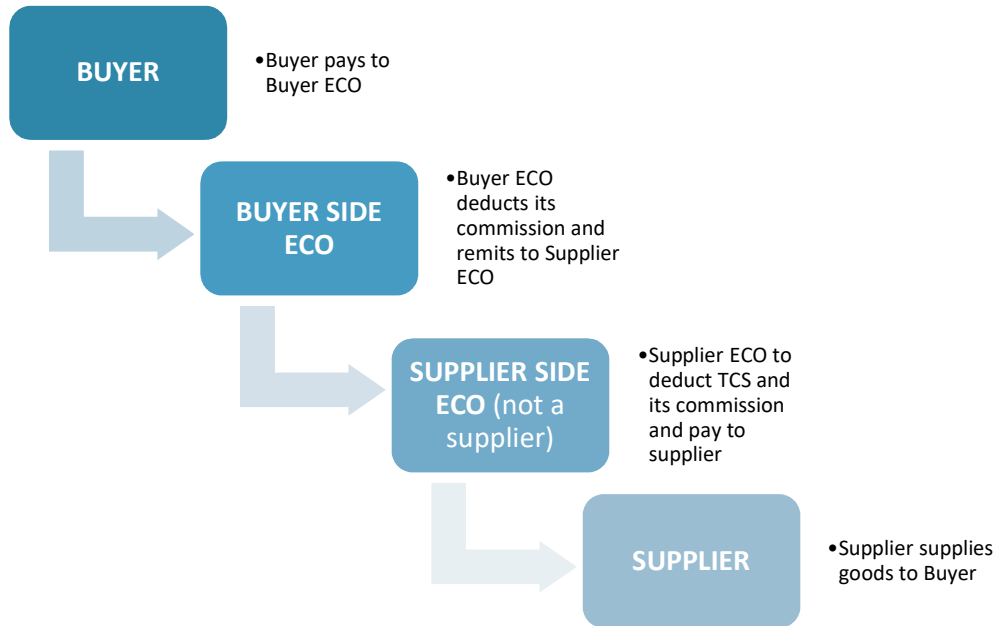 BUYER
•Buyer pays to
Buyer ECO
BUYER SIDE
ECO
•Buyer ECO
deducts its
commission and
remits to Supplier
ECO
SUPPLIER SIDE
ECO (not a
supplier)
•Supplier ECO to
deduct TCS and
its commission
and pay to
supplier
SUPPLIER
•Supplier supplies
goods to Buyer